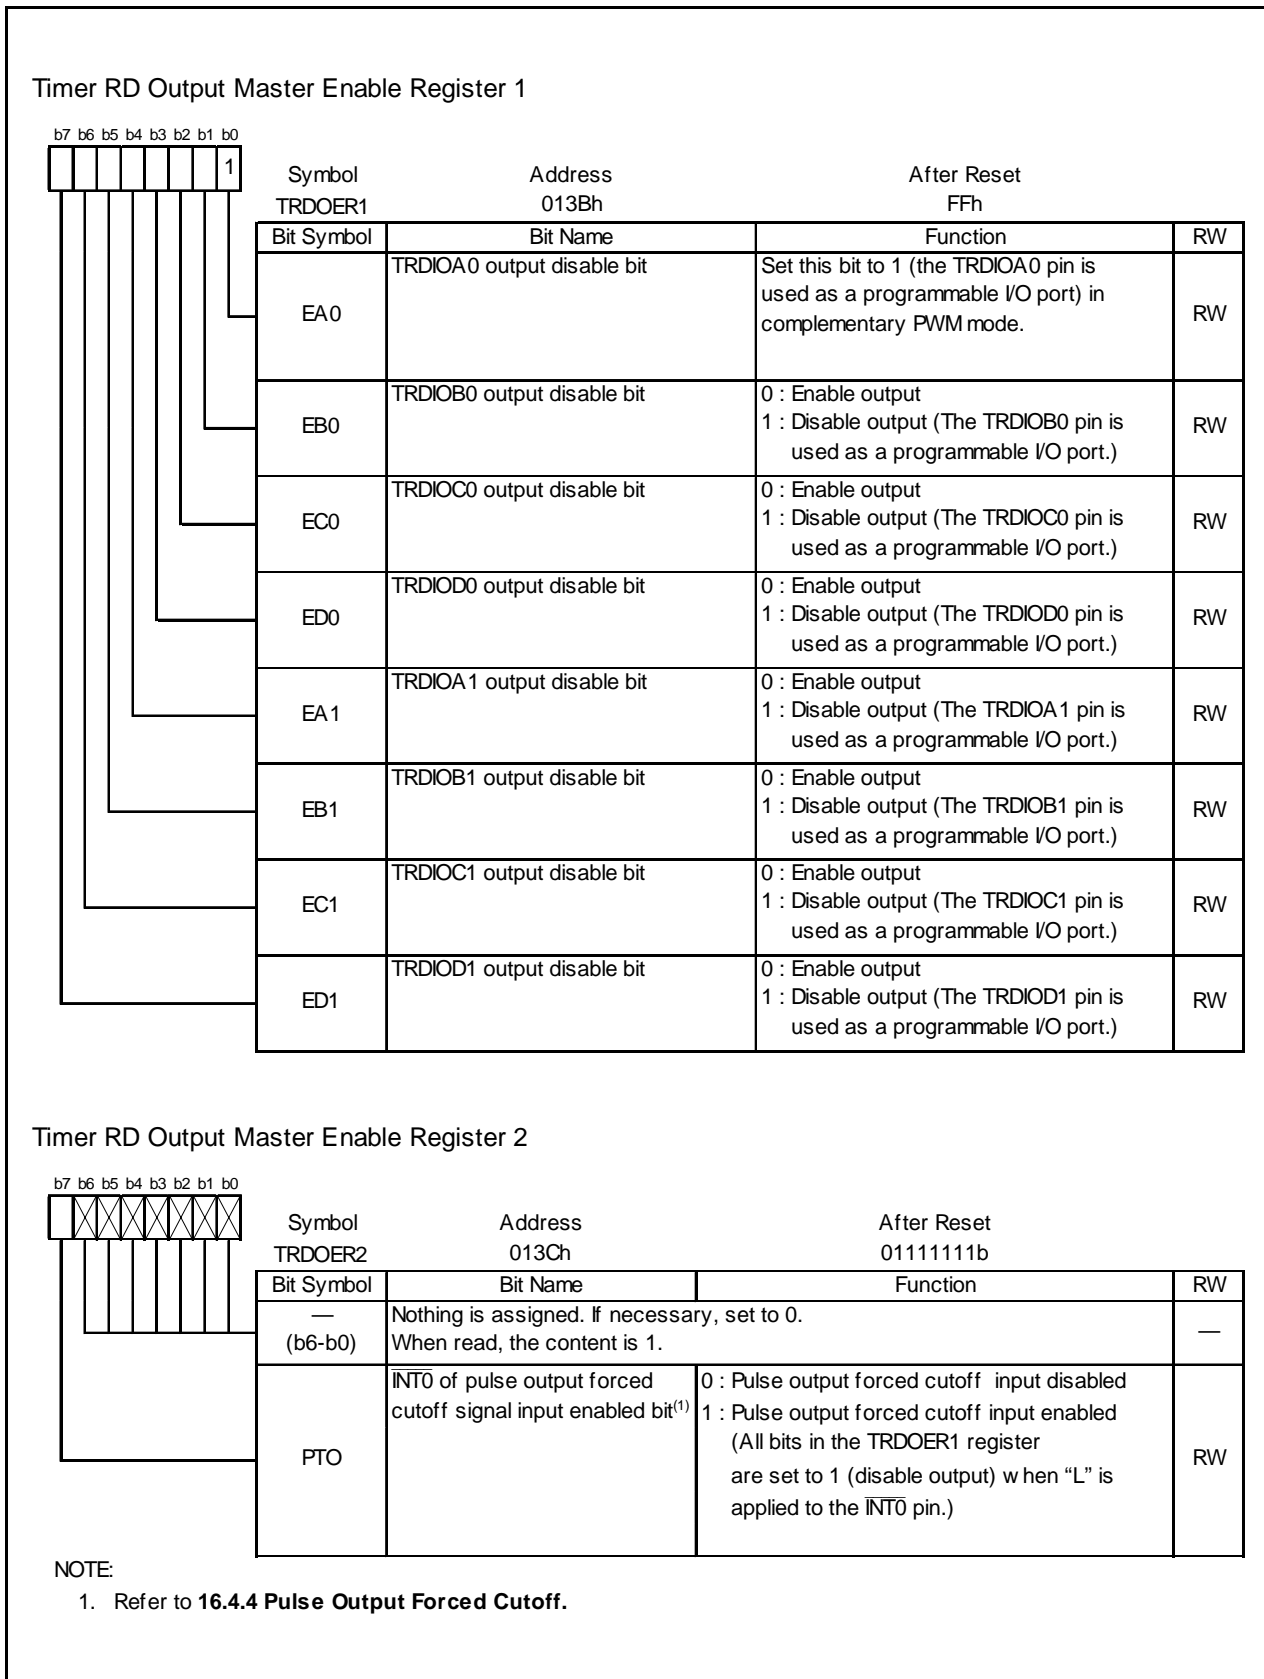 Timer RD Output Master Enable Register 1
b7 b6 b5 b4 b3 b2 b1 b0
1
Symbol Address After Reset
TRDOER1 013Bh FFh
Bit Symbol Bit Name Function RW
EA0 TRDIOA0 output disable bit Set this bit to 1 (the TRDIOA0 pin is
used as a programmable I/O port) in
complementary PWM mode. RW
EB0 TRDIOB0 output disable bit 0 : Enable output
1 : Disable output (The TRDIOB0 pin is
used as a programmable I/O port.) RW
EC0 TRDIOC0 output disable bit 0 : Enable output
1 : Disable output (The TRDIOC0 pin is
used as a programmable I/O port.) RW
ED0 TRDIOD0 output disable bit 0 : Enable output
1 : Disable output (The TRDIOD0 pin is
used as a programmable I/O port.) RW
EA1 TRDIOA1 output disable bit 0 : Enable output
1 : Disable output (The TRDIOA1 pin is
used as a programmable I/O port.) RW
EB1 TRDIOB1 output disable bit 0 : Enable output
1 : Disable output (The TRDIOB1 pin is
used as a programmable I/O port.) RW
EC1 TRDIOC1 output disable bit 0 : Enable output
1 : Disable output (The TRDIOC1 pin is
used as a programmable I/O port.) RW
ED1 TRDIOD1 output disable bit 0 : Enable output
1 : Disable output (The TRDIOD1 pin is
used as a programmable I/O port.) RW
Timer RD Output Master Enable Register 2
b7 b6 b5 b4 b3 b2 b1 b0
Symbol Address After Reset
TRDOER2 013Ch 01111111b
Bit Symbol Bit Name Function RW
— Nothing is assigned. If necessary, set to 0.
(b6-b0) When read, the content is 1. —
PTO INT0 of pulse output forced
cutoff signal input enabled bit(1)
0 : Pulse output forced cutoff input disabled
1 : Pulse output forced cutoff input enabled
(All bits in the TRDOER1 register
are set to 1 (disable output) when “L” is
applied to the INT0 pin.) RW
NOTE:
1. Refer to 16.4.4 Pulse Output Forced Cutoff.